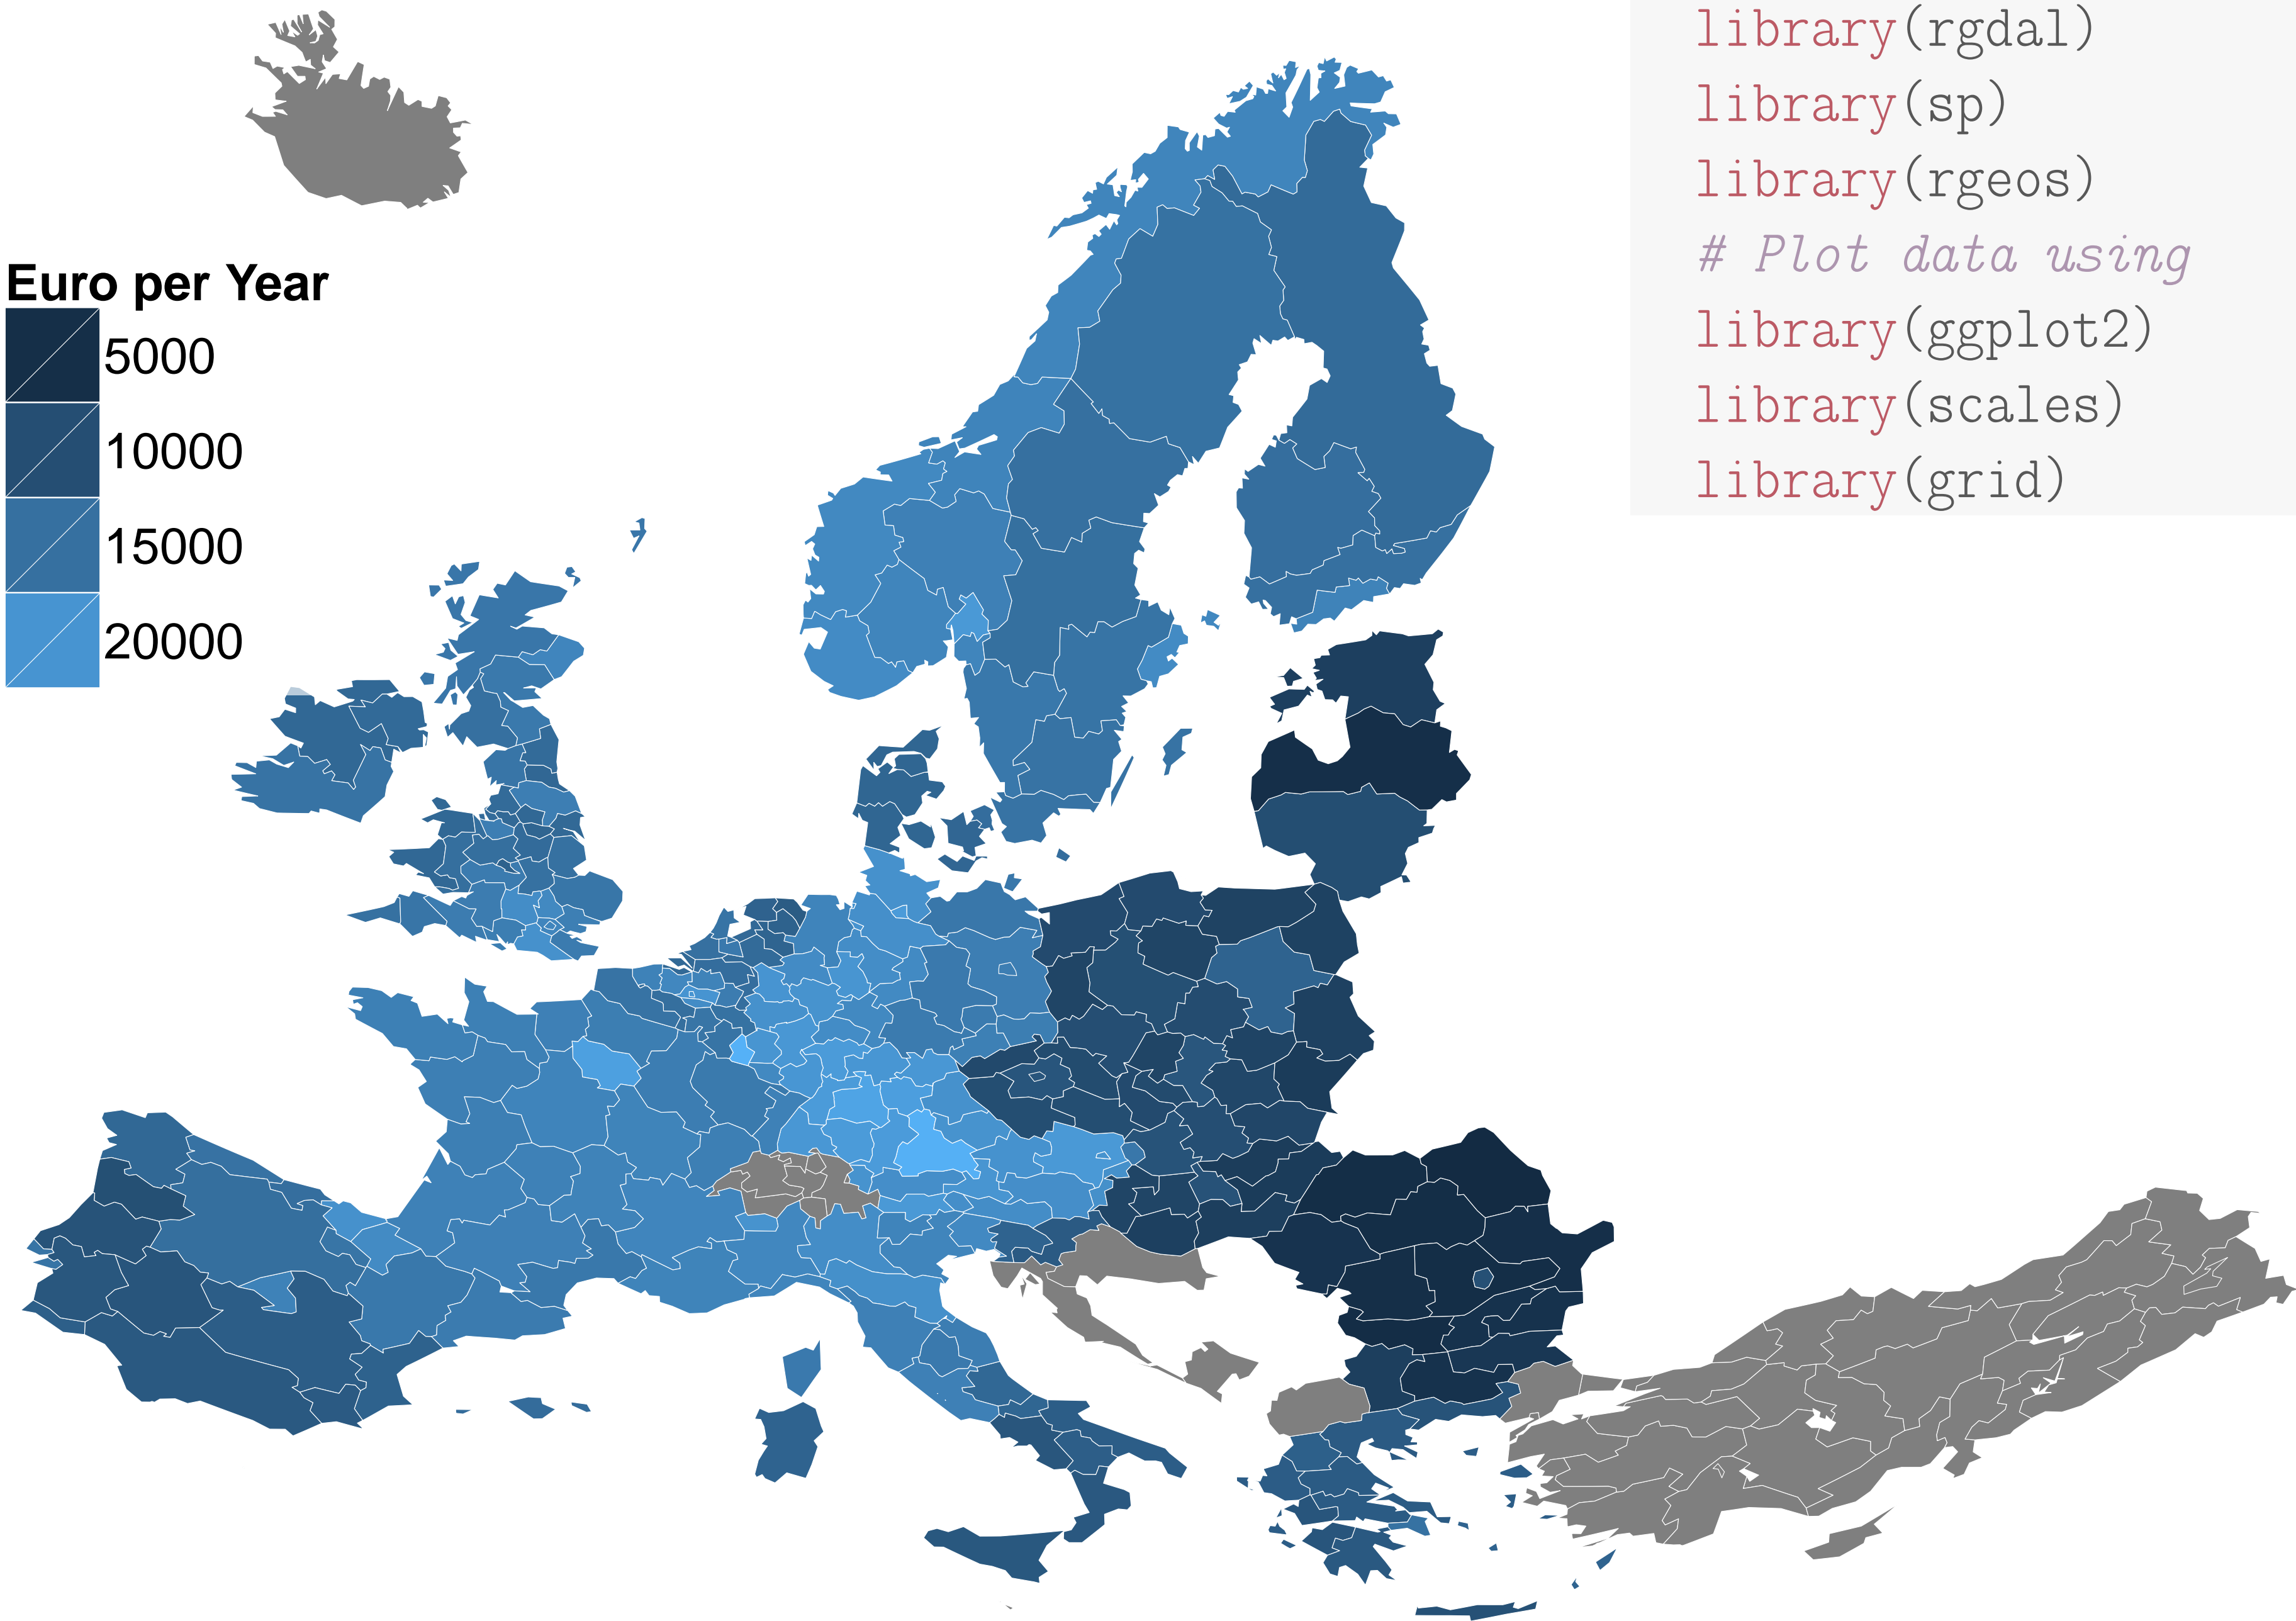 library(rgdal)
library(sp)
library(rgeos)
# Plot data using
library(ggplot2)
library(scales)
library(grid)
Euro per Year
5000
10000
15000
20000